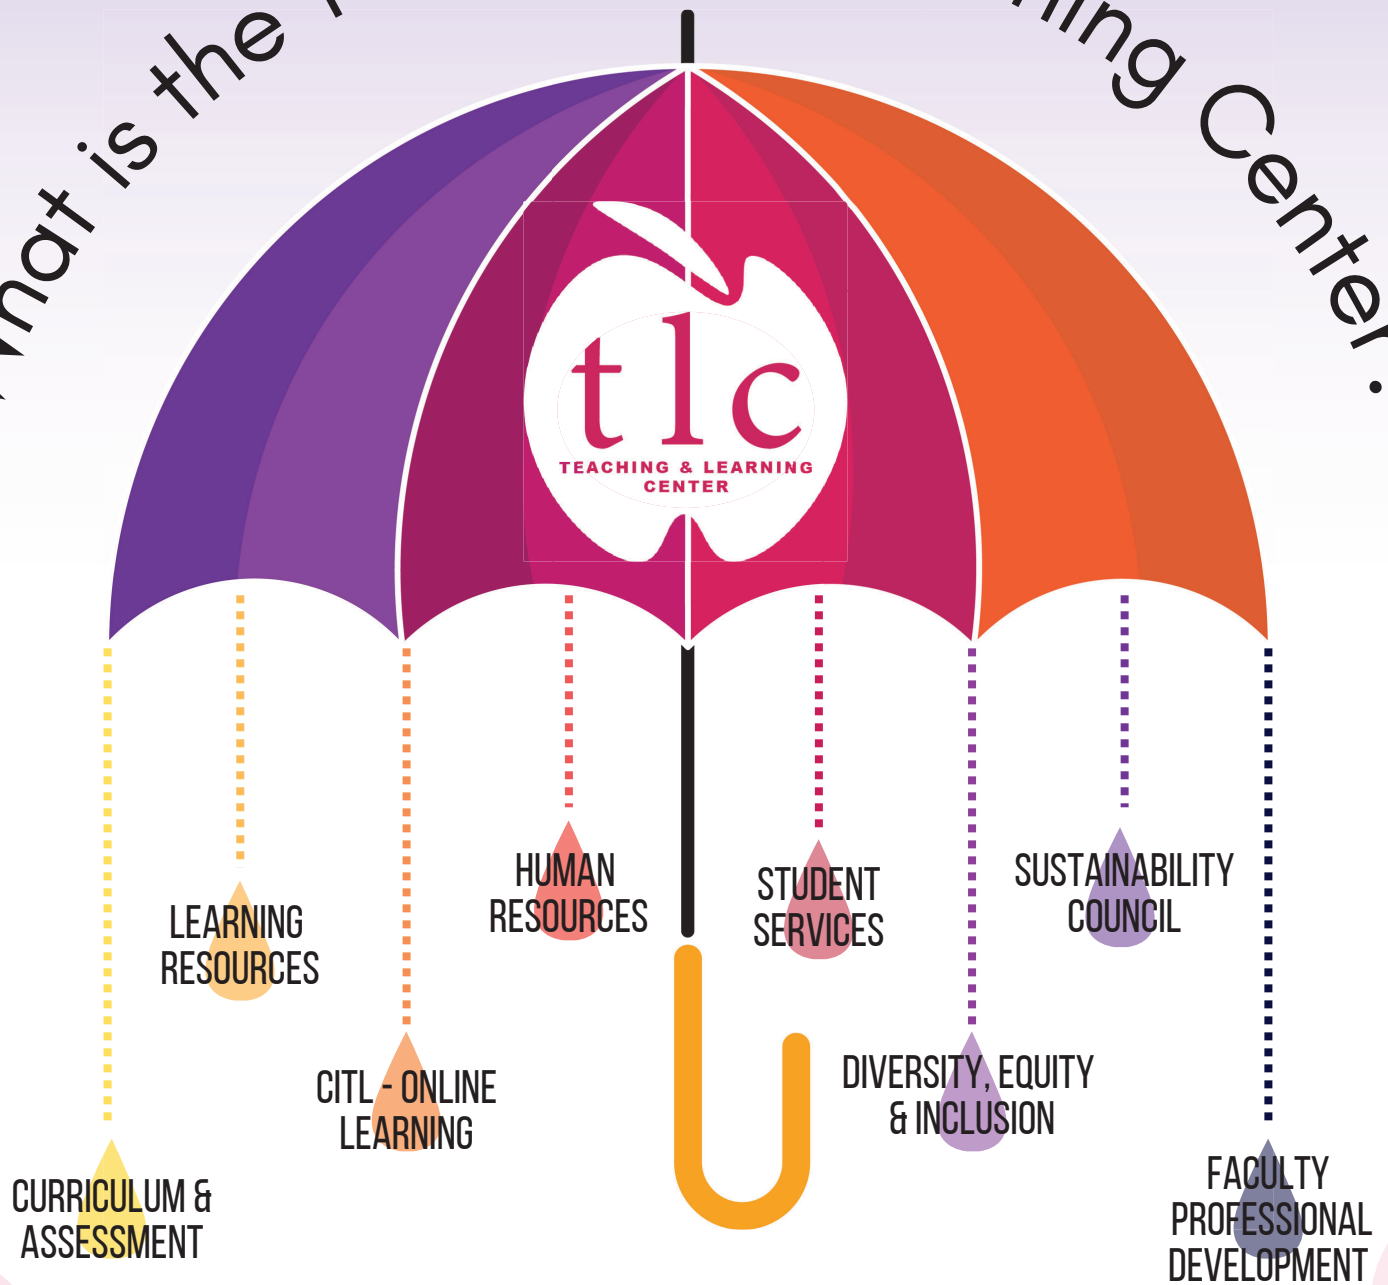 hat is the
ning Center.
tlc
TEACHING & LEARNING
CENTER
HUMAN
RESOURCES
STUDENT
SERVICES
SUSTAINABILITY
COUNCIL
LEARNING
RESOURCES
CITL - ONLINE
LEARNING
DIVERSITY, EQUITY
& INCLUSION
CURRICULUM &
ASSESSMENT
FACULTY
PROFESSIONAL
DEVELOPMENT